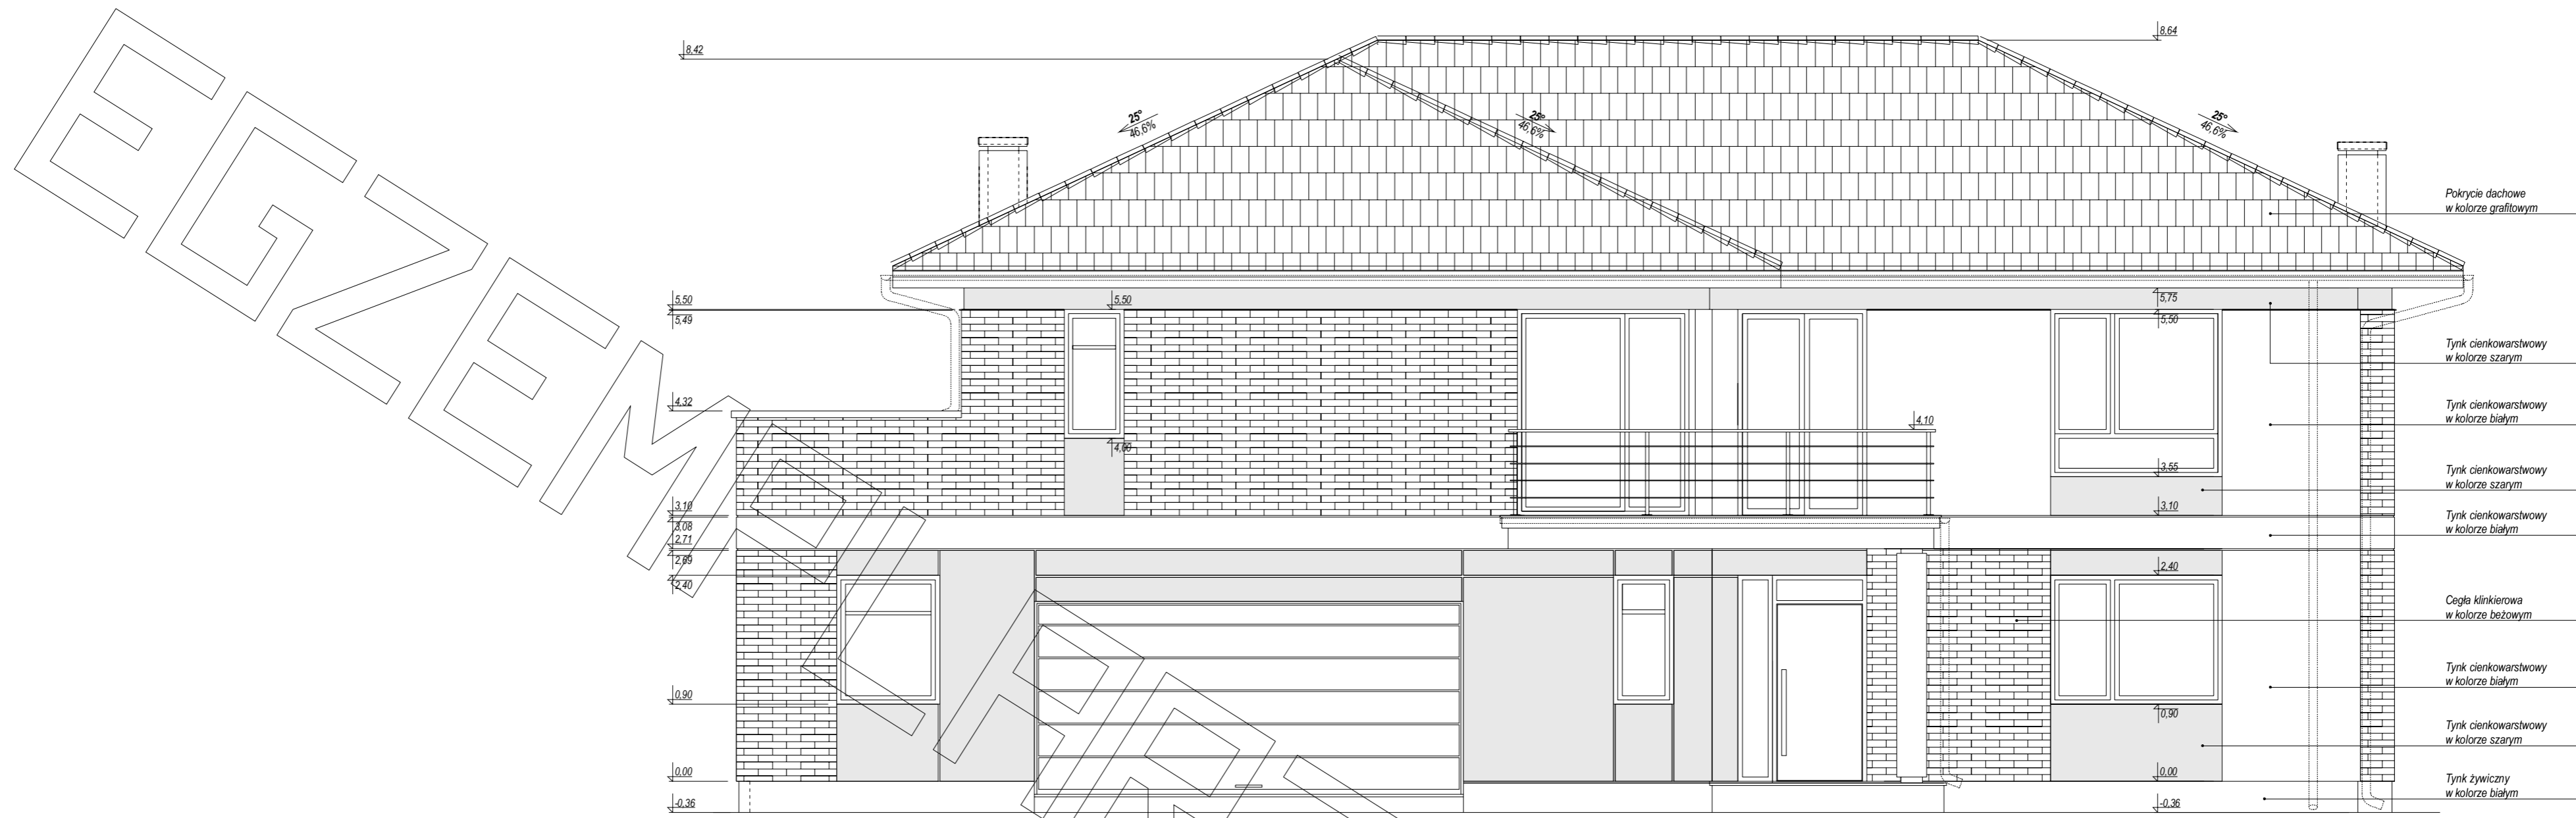 8,42
8,64
25°
46,6%
25°
46,6%
25°
46,6%
Pokrycie dachowe
w kolorze grafitowym
5,50
5,49
5,50
5,75
5,50
Tynk cienkowarstwowy
w kolorze szarym
4,32
4,10
Tynk cienkowarstwowy
w kolorze białym
4,00
3,55
Tynk cienkowarstwowy
w kolorze szarym
3,10
3,08
3,10
Tynk cienkowarstwowy
w kolorze białym
2,71
2,69
2,40
2,40
Cegła klinkierowa
w kolorze beżowym
Tynk cienkowarstwowy
w kolorze białym
0,90
0,90
Tynk cienkowarstwowy
w kolorze szarym
0,00
0,00
Tynk żywiczny
w kolorze białym
-0,36
-0,36